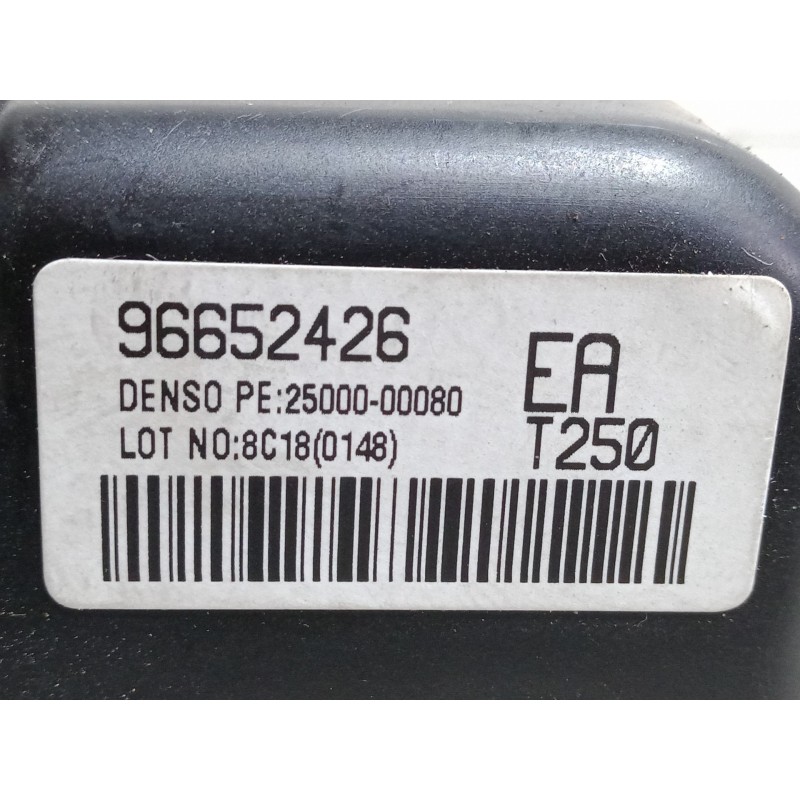 96652426
EA
DENSO PE:25000-00080
LOT NO:8C18(0148)
T250